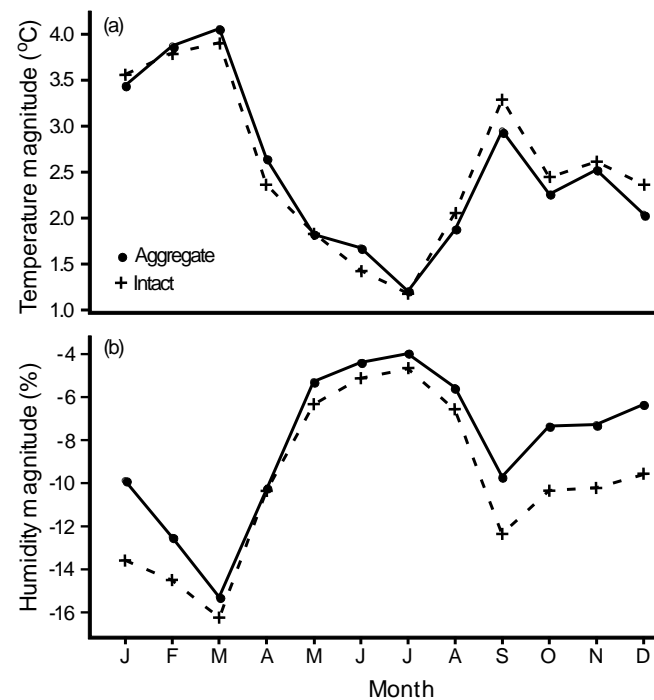 (a)
Temperature magnitude (°C)
4.0
3.5
3.0
2.5
2.0
1.5
1.0
Aggregate
Intact
(b)
Humidity magnitude (%)
-4
-6
-8
-10
-12
-14
-16
J F M A M J J A S O N D
Month